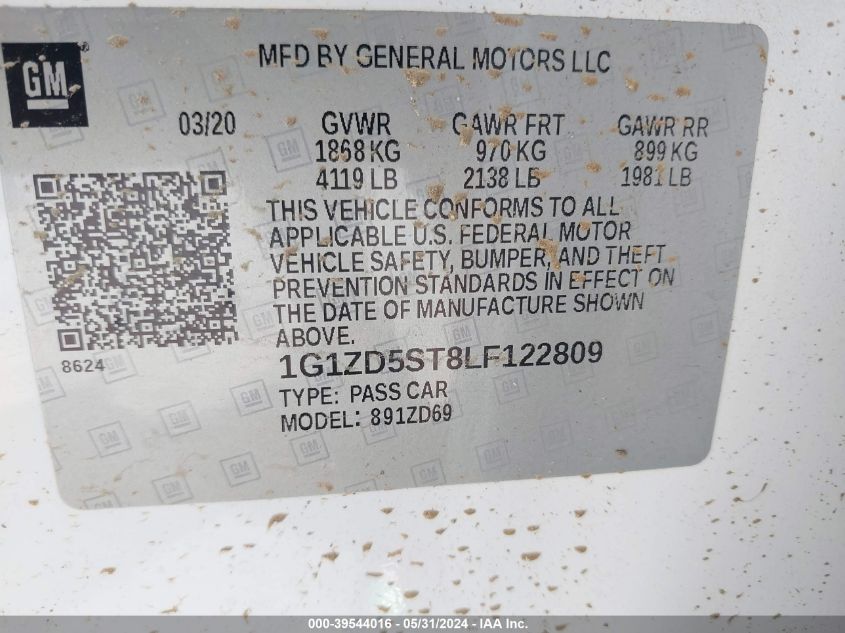 GM
MFD BY GENERAL MOTORS LLC
03/20 GVWR GAWR FRT GAWR RR
1868 KG 970 KG 899 KG
4119 LB 2138 LB 1981 LB
THIS VEHICLE CONFORMS TO ALL
APPLICABLE U.S. FEDERAL MOTOR
VEHICLE SAFETY, BUMPER, AND THEFT
PREVENTION STANDARDS IN EFFECT ON
THE DATE OF MANUFACTURE SHOWN
ABOVE.
8624
1G1ZD5ST8LF122809
TYPE: PASS CAR
MODEL: 891ZD69
000-39544016 - 05/31/2024 - IAA Inc.